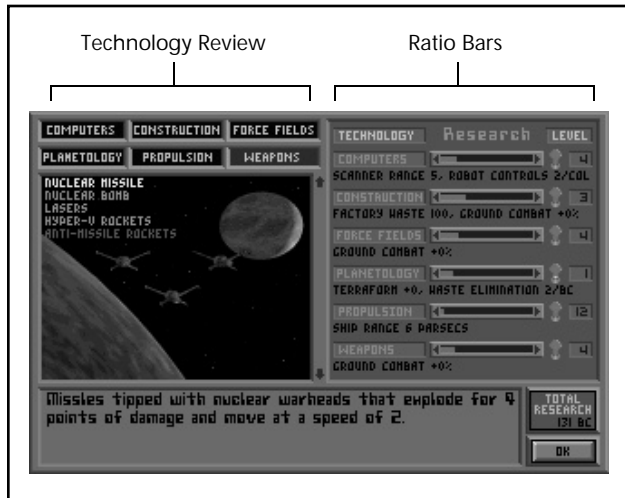 Technology Review Ratio Bars
COMPUTERS CONSTRUCTION FORCE FIELDS
PLANETOLOGY PROPULSION WEAPONS
NUCLEAR MISSILE
NUCLEAR BOMB
LASERS
HYPER-V ROCKETS
ANTI-MISSILE ROCKETS
TECHNOLOGY Research LEVEL
COMPUTERS 4
SCANNER RANGE 5, ROBOT CONTROLS 2/COL
CONSTRUCTION 3
FACTORY WASTE 100, GROUND COMBAT +0%
FORCE FIELDS 4
GROUND COMBAT +0%
PLANETOLOGY 1
TERRAFORM +0, WASTE ELIMINATION 2/BC
PROPULSION 12
SHIP RANGE 6 PARSECS
WEAPONS 4
GROUND COMBAT +0%
Missles tipped with nuclear warheads that explode for 4
points of damage and move at a speed of 2.
TOTAL
RESEARCH
131 BC
OK